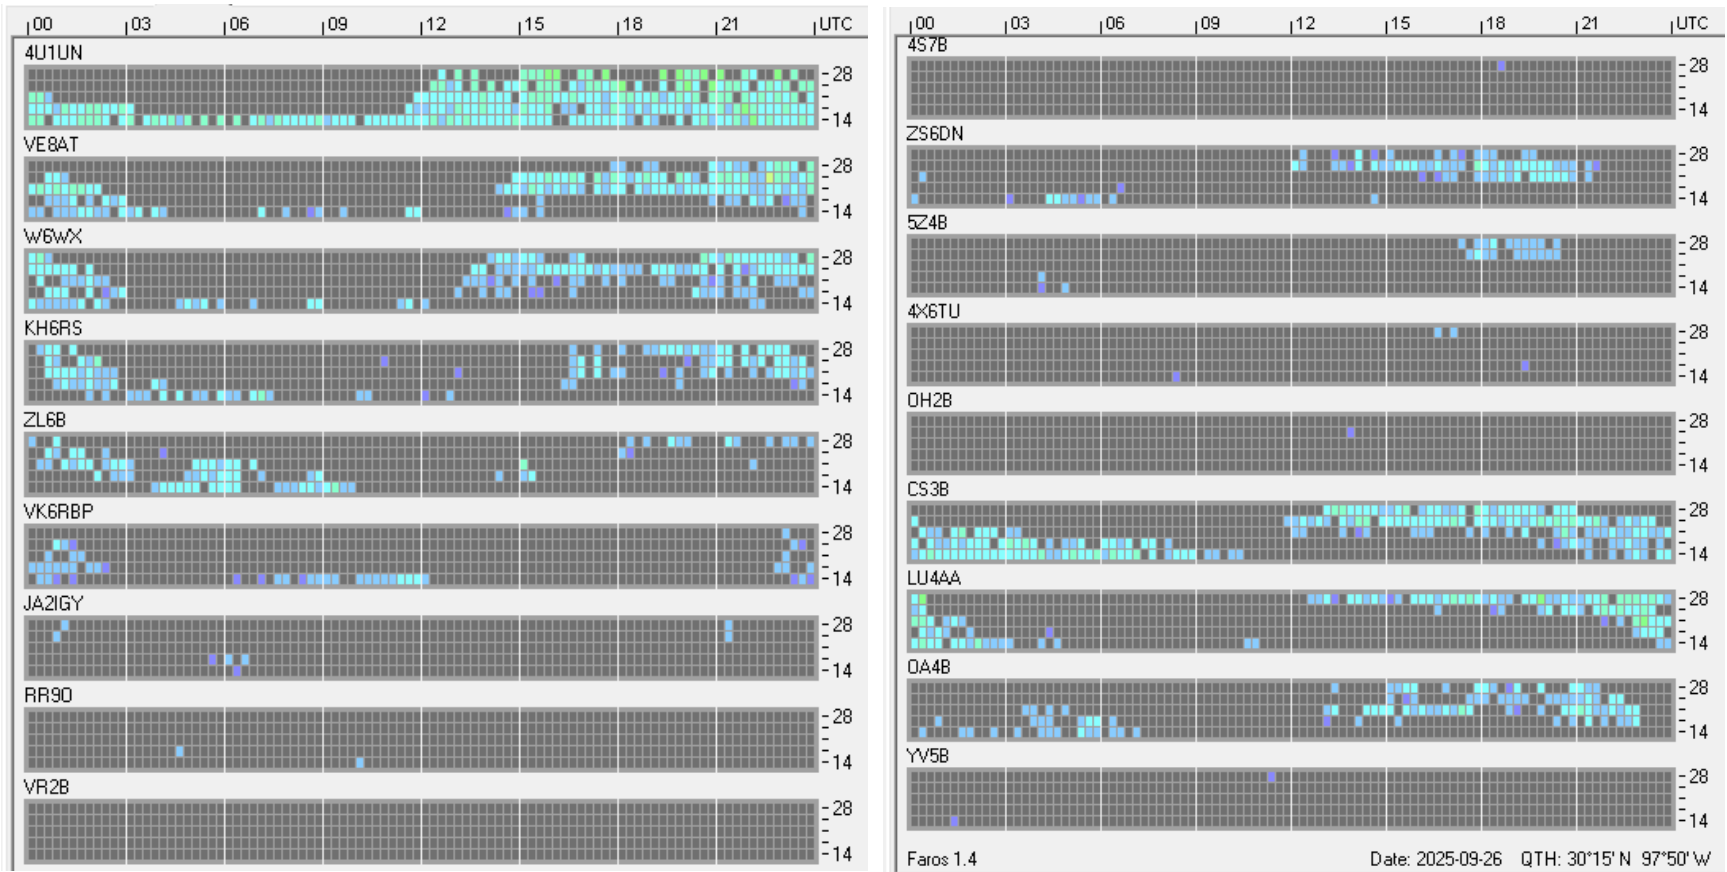 00 03 06 09 12 15 18 21 UTC
4U1UN
28
14
VE8AT
28
14
W6WX
28
14
KH6RS
28
14
ZL6B
28
14
VK6RBP
28
14
JA2IGY
28
14
RR9O
28
14
VR2B
28
14
00 03 06 09 12 15 18 21 UTC
4S7B
28
14
ZS6DN
28
14
5Z4B
28
14
4X6TU
28
14
OH2B
28
14
CS3B
28
14
LU4AA
28
14
OA4B
28
14
YV5B
28
14
Faros 1.4 Date: 2025-09-26 QTH: 30°15' N 97°50' W